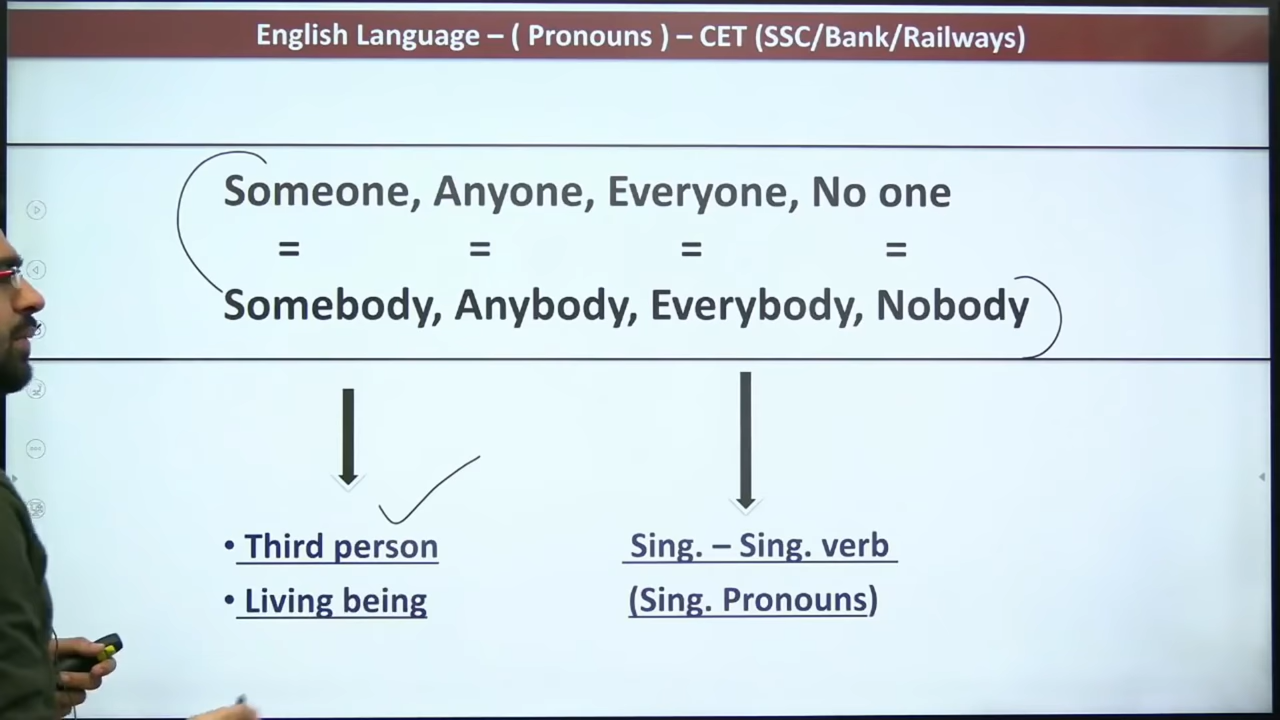 English Language – ( Pronouns ) – CET (SSC/Bank/Railways)
Someone, Anyone, Everyone, No one
= = = =
Somebody, Anybody, Everybody, Nobody
• Third person
• Living being
Sing. – Sing. verb
(Sing. Pronouns)